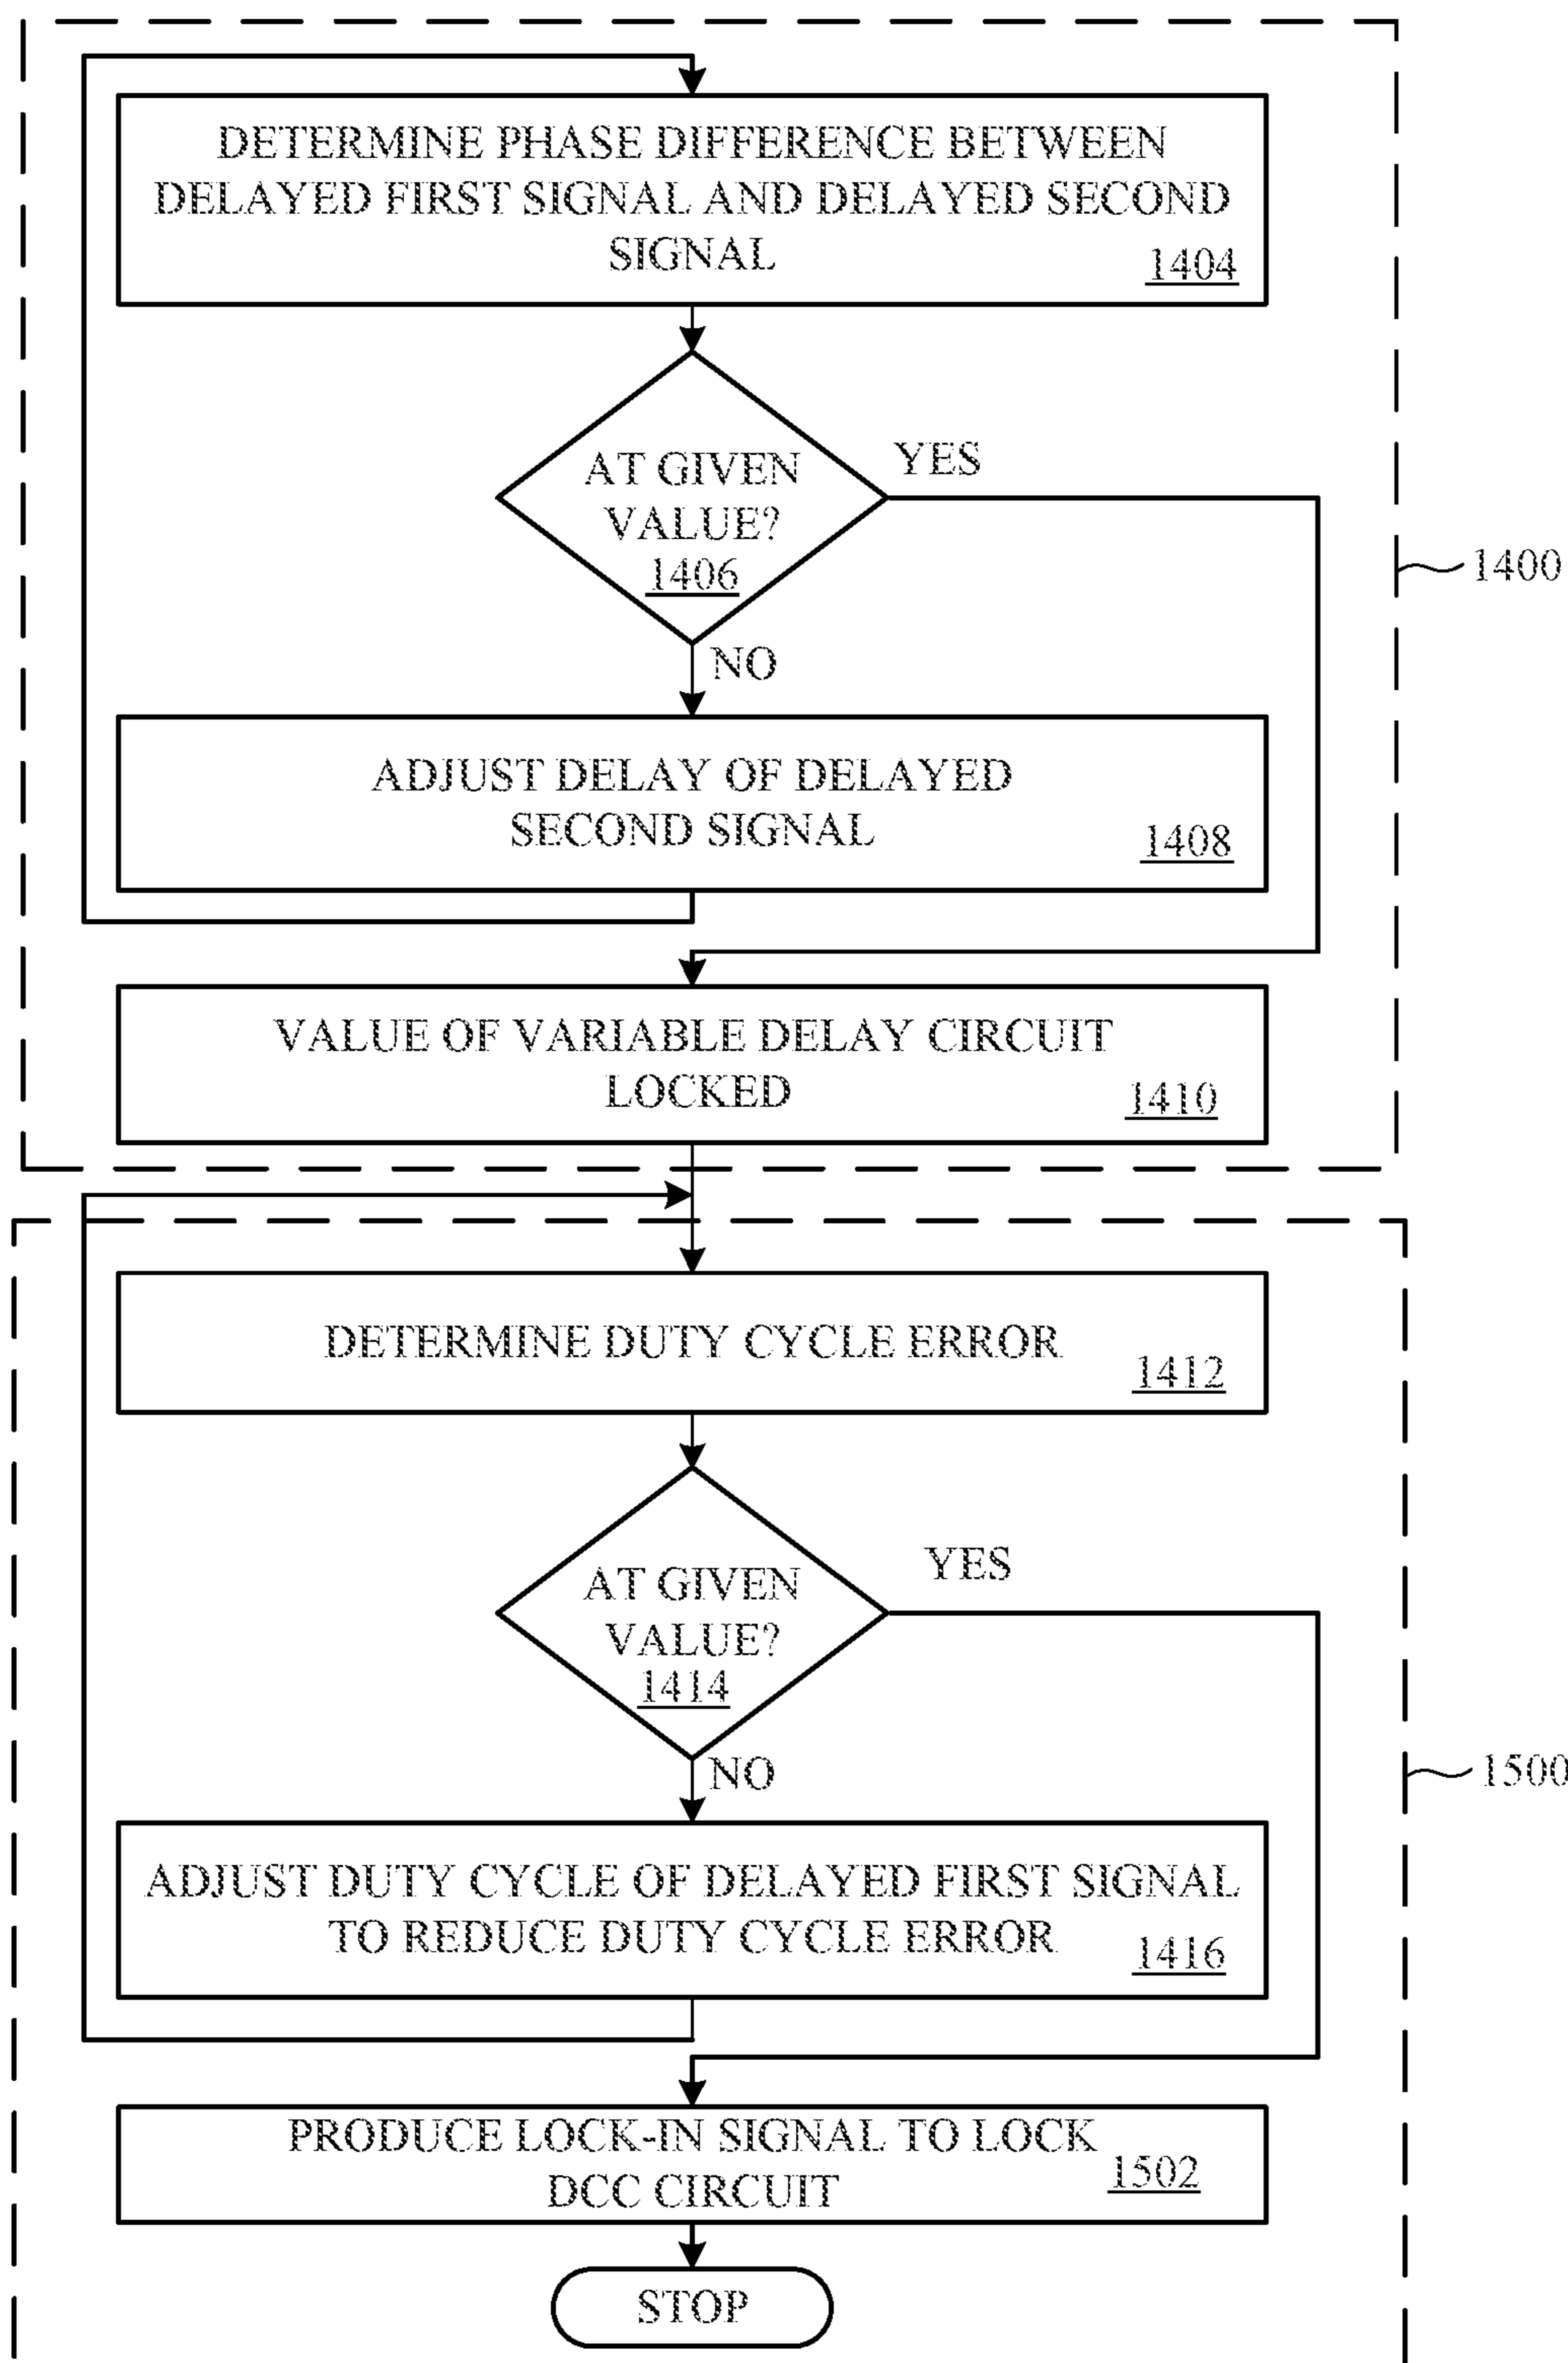 DETERMINE PHASE DIFFERENCE BETWEEN
DELAYED FIRST SIGNAL AND DELAYED SECOND
SIGNAL
1404
AT GIVEN
VALUE?
1406
YES
1400
NO
ADJUST DELAY OF DELAYED
SECOND SIGNAL
1408
VALUE OF VARIABLE DELAY CIRCUIT
LOCKED
1410
DETERMINE DUTY CYCLE ERROR
1412
YES
AT GIVEN
VALUE?
1414
NO
1500
ADJUST DUTY CYCLE OF DELAYED FIRST SIGNAL
TO REDUCE DUTY CYCLE ERROR
1416
PRODUCE LOCK-IN SIGNAL TO LOCK
DCC CIRCUIT
1502
STOP